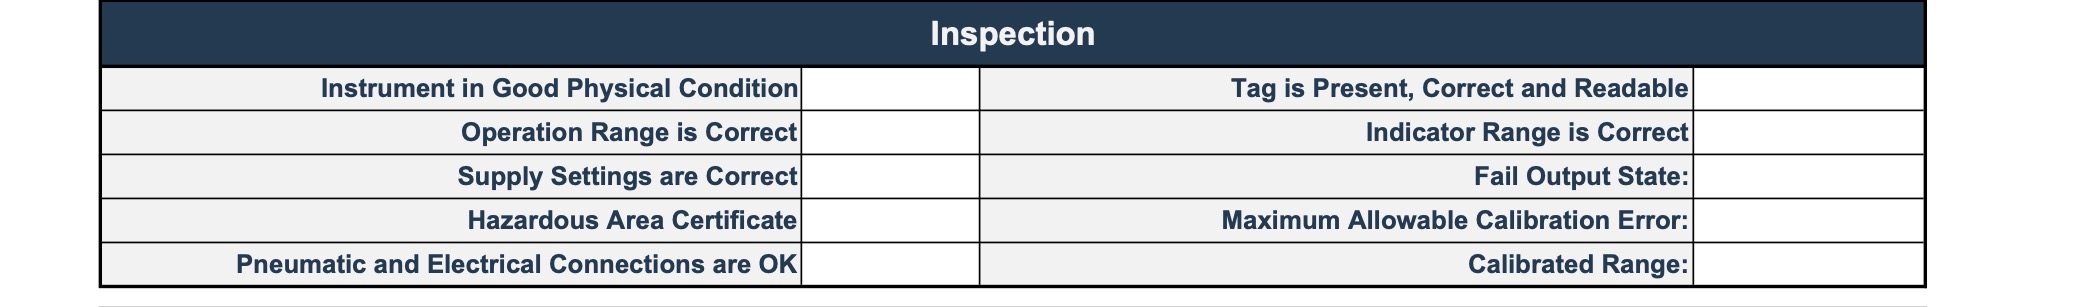 Inspection
Instrument in Good Physical Condition
Tag is Present, Correct and Readable
Operation Range is Correct
Indicator Range is Correct
Supply Settings are Correct
Fail Output State:
Hazardous Area Certificate
Maximum Allowable Calibration Error:
Pneumatic and Electrical Connections are OK
Calibrated Range: